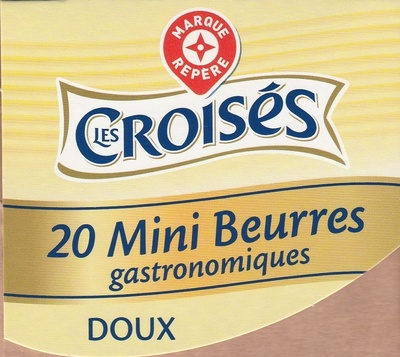 MARQUE
REPÈRE
LES CROISÉS
20 Mini Beurres
gastronomiques
DOUX